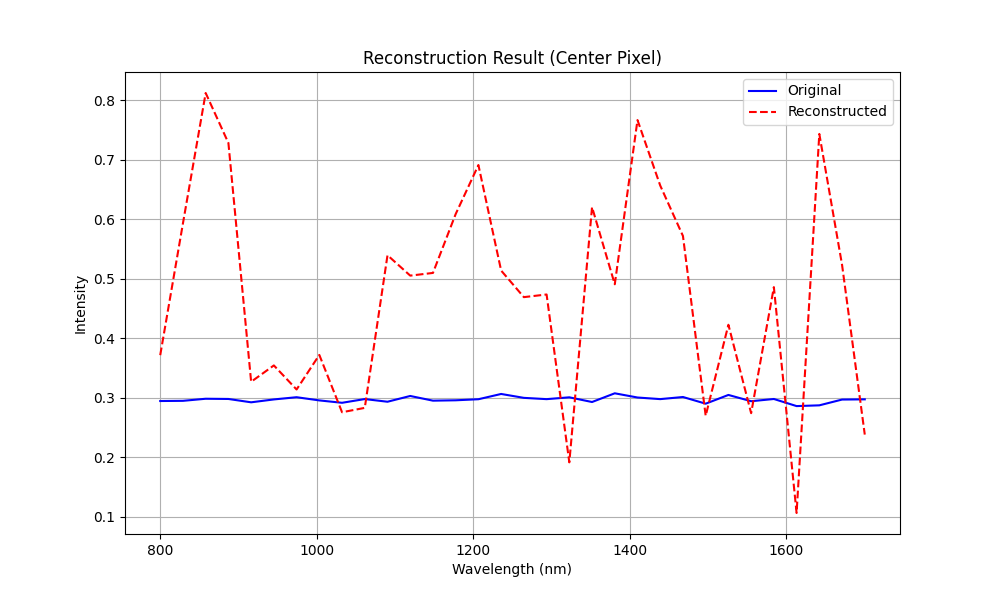 Reconstruction Result (Center Pixel)
Original
Reconstructed
Intensity
0.8
0.7
0.6
0.5
0.4
0.3
0.2
0.1
800 1000 1200 1400 1600
Wavelength (nm)